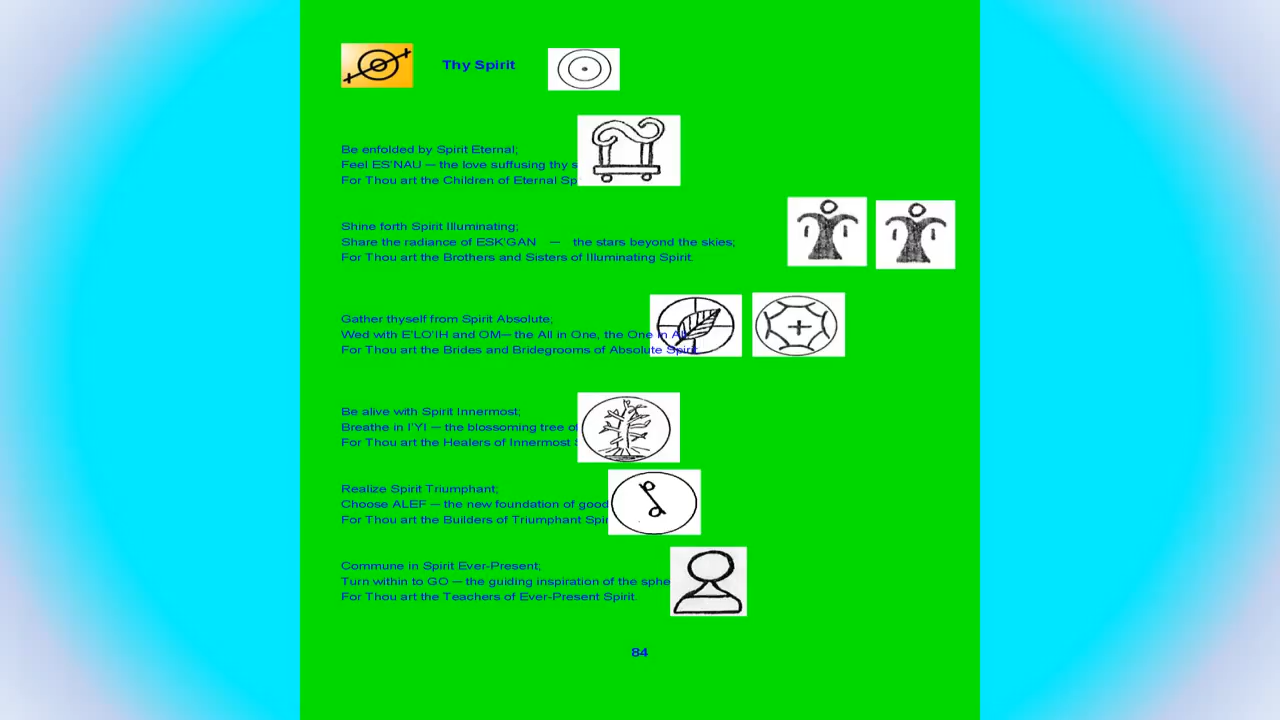 Thy Spirit
Be enfolded by Spirit Eternal;
Feel ES'NAU — the love suffusing thy
For Thou art the Children of Eternal
Shine forth Spirit Illuminating;
Share the radiance of ESK'GAN — the stars beyond the skies;
For Thou art the Brothers and Sisters of Illuminating Spirit.
Gather thyself from Spirit Absolute;
Wed with E'LO'IH and OM— the All in One, the One in All;
For Thou art the Brides and Bridegrooms of Absolute Spirit.
Be alive with Spirit Innermost;
Breathe in I'YI — the blossoming tree of
For Thou art the Healers of Innermost
Realize Spirit Triumphant;
Choose ALEF — the new foundation of good
For Thou art the Builders of Triumphant
Commune in Spirit Ever-Present;
Turn within to GO — the guiding inspiration of the
For Thou art the Teachers of Ever-Present Spirit.
84